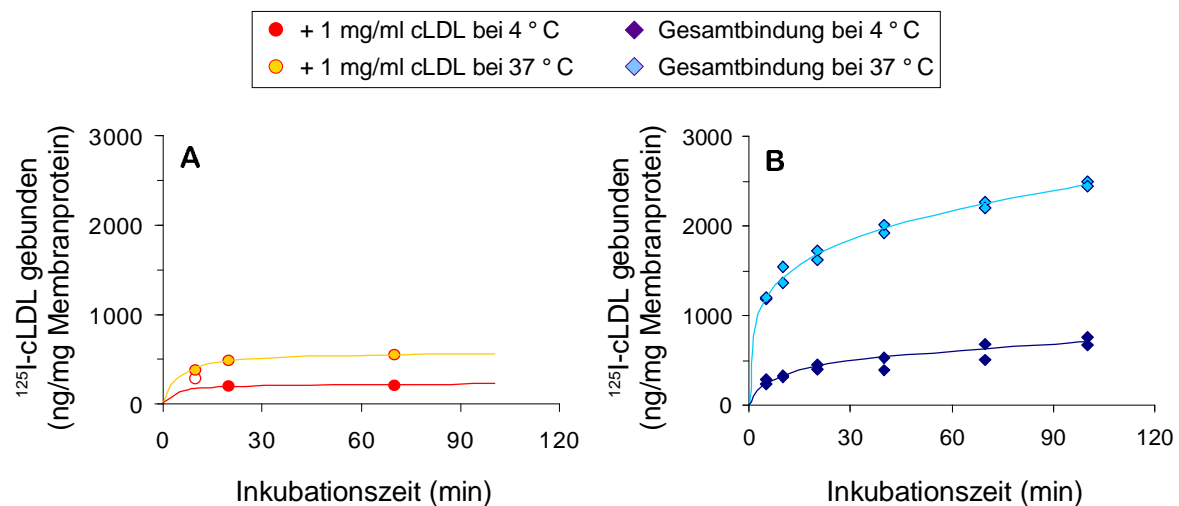 + 1 mg/ml cLDL bei 4 ° C
Gesamtbindung bei 4 ° C
+ 1 mg/ml cLDL bei 37 ° C
Gesamtbindung bei 37 ° C
A
¹²⁵I-cLDL gebunden
(ng/mg Membranprotein)
3000
2000
1000
0
0 30 60 90 120
Inkubationszeit (min)
B
¹²⁵I-cLDL gebunden
(ng/mg Membranprotein)
3000
2000
1000
0
0 30 60 90 120
Inkubationszeit (min)